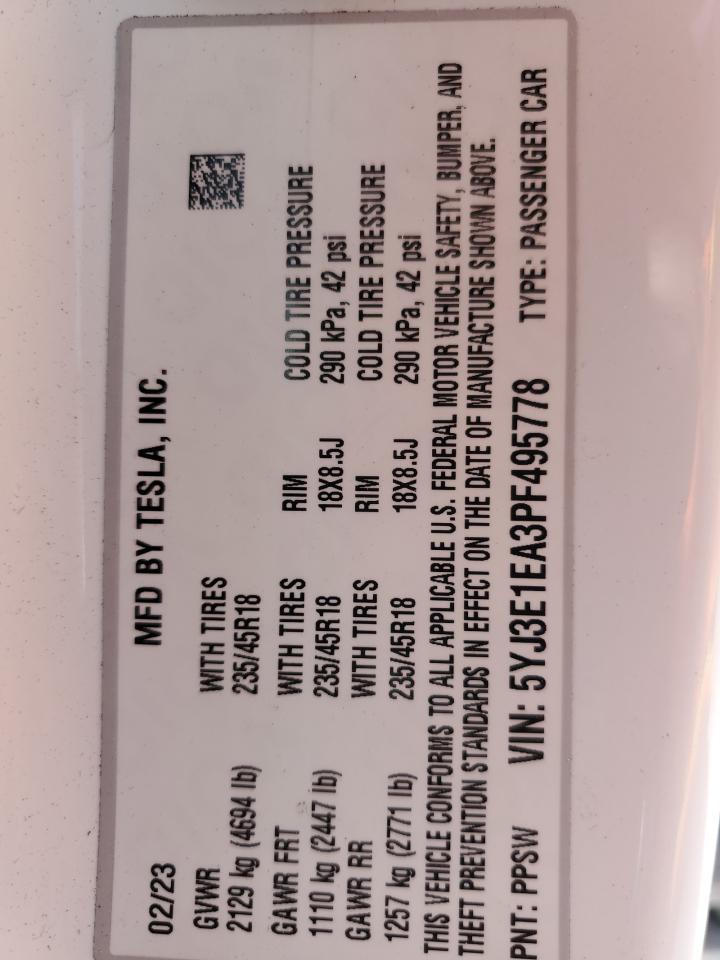 MFD BY TESLA, INC.
02/23
GVWR WITH TIRES
2129 kg (4694 lb) 235/45R18
GAWR FRT WITH TIRES RIM COLD TIRE PRESSURE
1110 kg (2447 lb) 235/45R18 18X8.5J 290 kPa, 42 psi
GAWR RR WITH TIRES RIM COLD TIRE PRESSURE
1257 kg (2771 lb) 235/45R18 18X8.5J 290 kPa, 42 psi
THIS VEHICLE CONFORMS TO ALL APPLICABLE U.S. FEDERAL MOTOR VEHICLE SAFETY, BUMPER, AND
THEFT PREVENTION STANDARDS IN EFFECT ON THE DATE OF MANUFACTURE SHOWN ABOVE.
PNT: PPSW VIN: 5YJ3E1EA3PF495778 TYPE: PASSENGER CAR